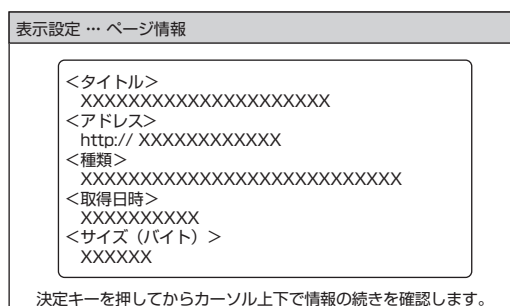 表示設定 … ページ情報
＜タイトル＞
XXXXXXXXXXXXXXXXXXXXX
＜アドレス＞
http:// XXXXXXXXXXXX
＜種類＞
XXXXXXXXXXXXXXXXXXXXXXXXXXX
＜取得日時＞
XXXXXXXXXX
＜サイズ（バイト）＞
XXXXXX
決定キーを押してからカーソル上下で情報の続きを確認します。